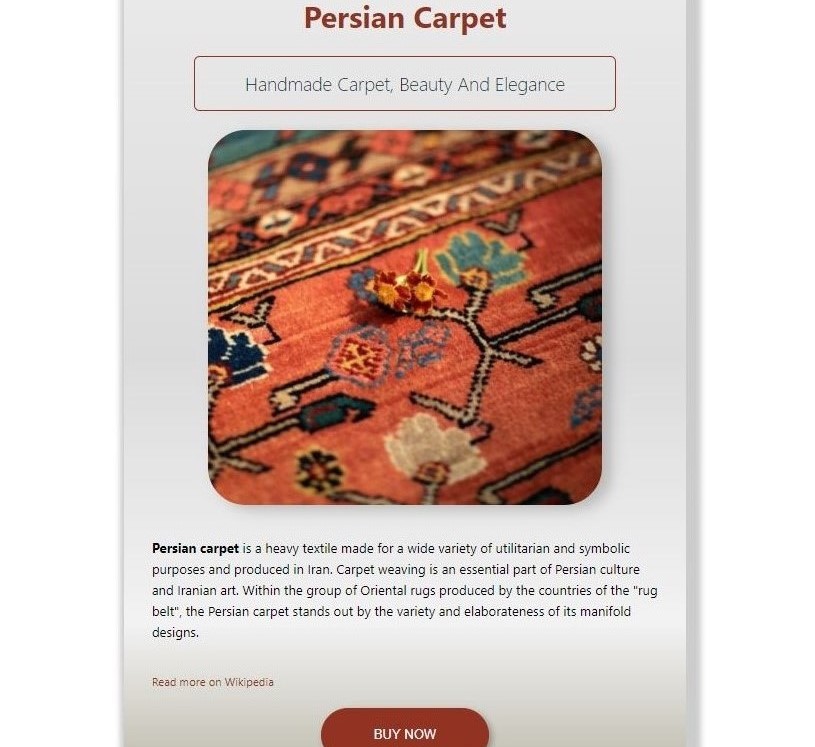 Persian Carpet
Handmade Carpet, Beauty And Elegance
Persian carpet is a heavy textile made for a wide variety of utilitarian and symbolic
purposes and produced in Iran. Carpet weaving is an essential part of Persian culture
and Iranian art. Within the group of Oriental rugs produced by the countries of the "rug
belt", the Persian carpet stands out by the variety and elaborateness of its manifold
designs.
Read more on Wikipedia
BUY NOW